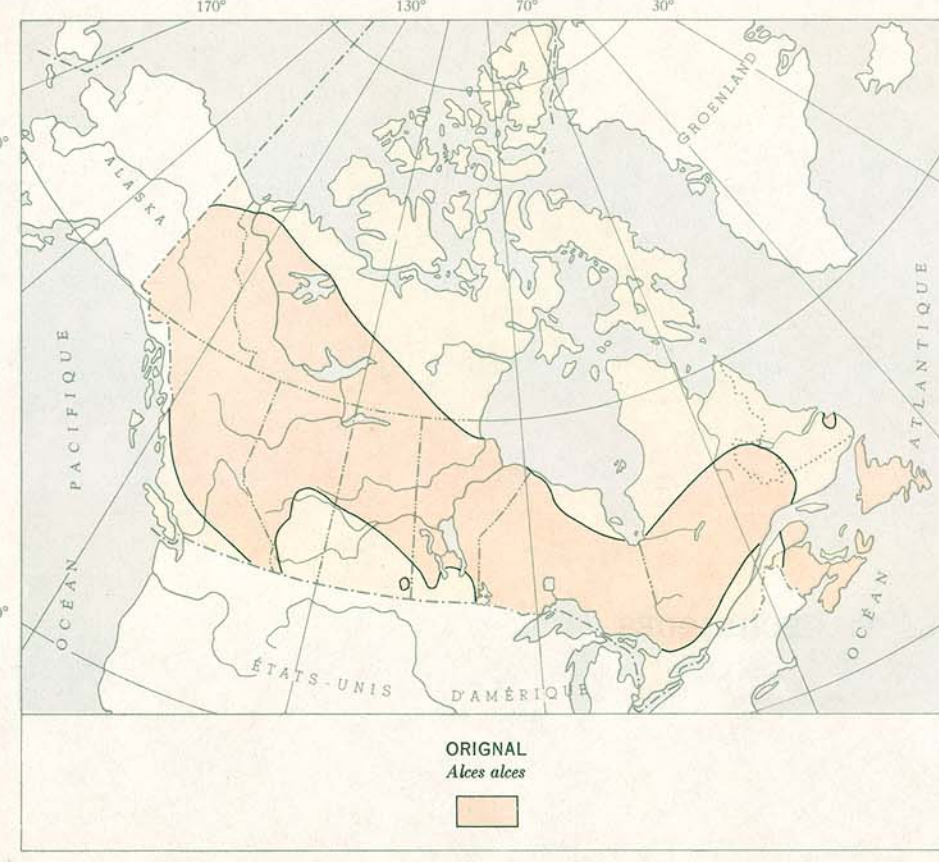 170° 130° 70° 30°
GROENLAND
ALASKA
OCÉAN PACIFIQUE
OCÉAN ATLANTIQUE
ÉTATS-UNIS D'AMÉRIQUE
ORIGNAL
Alces alces